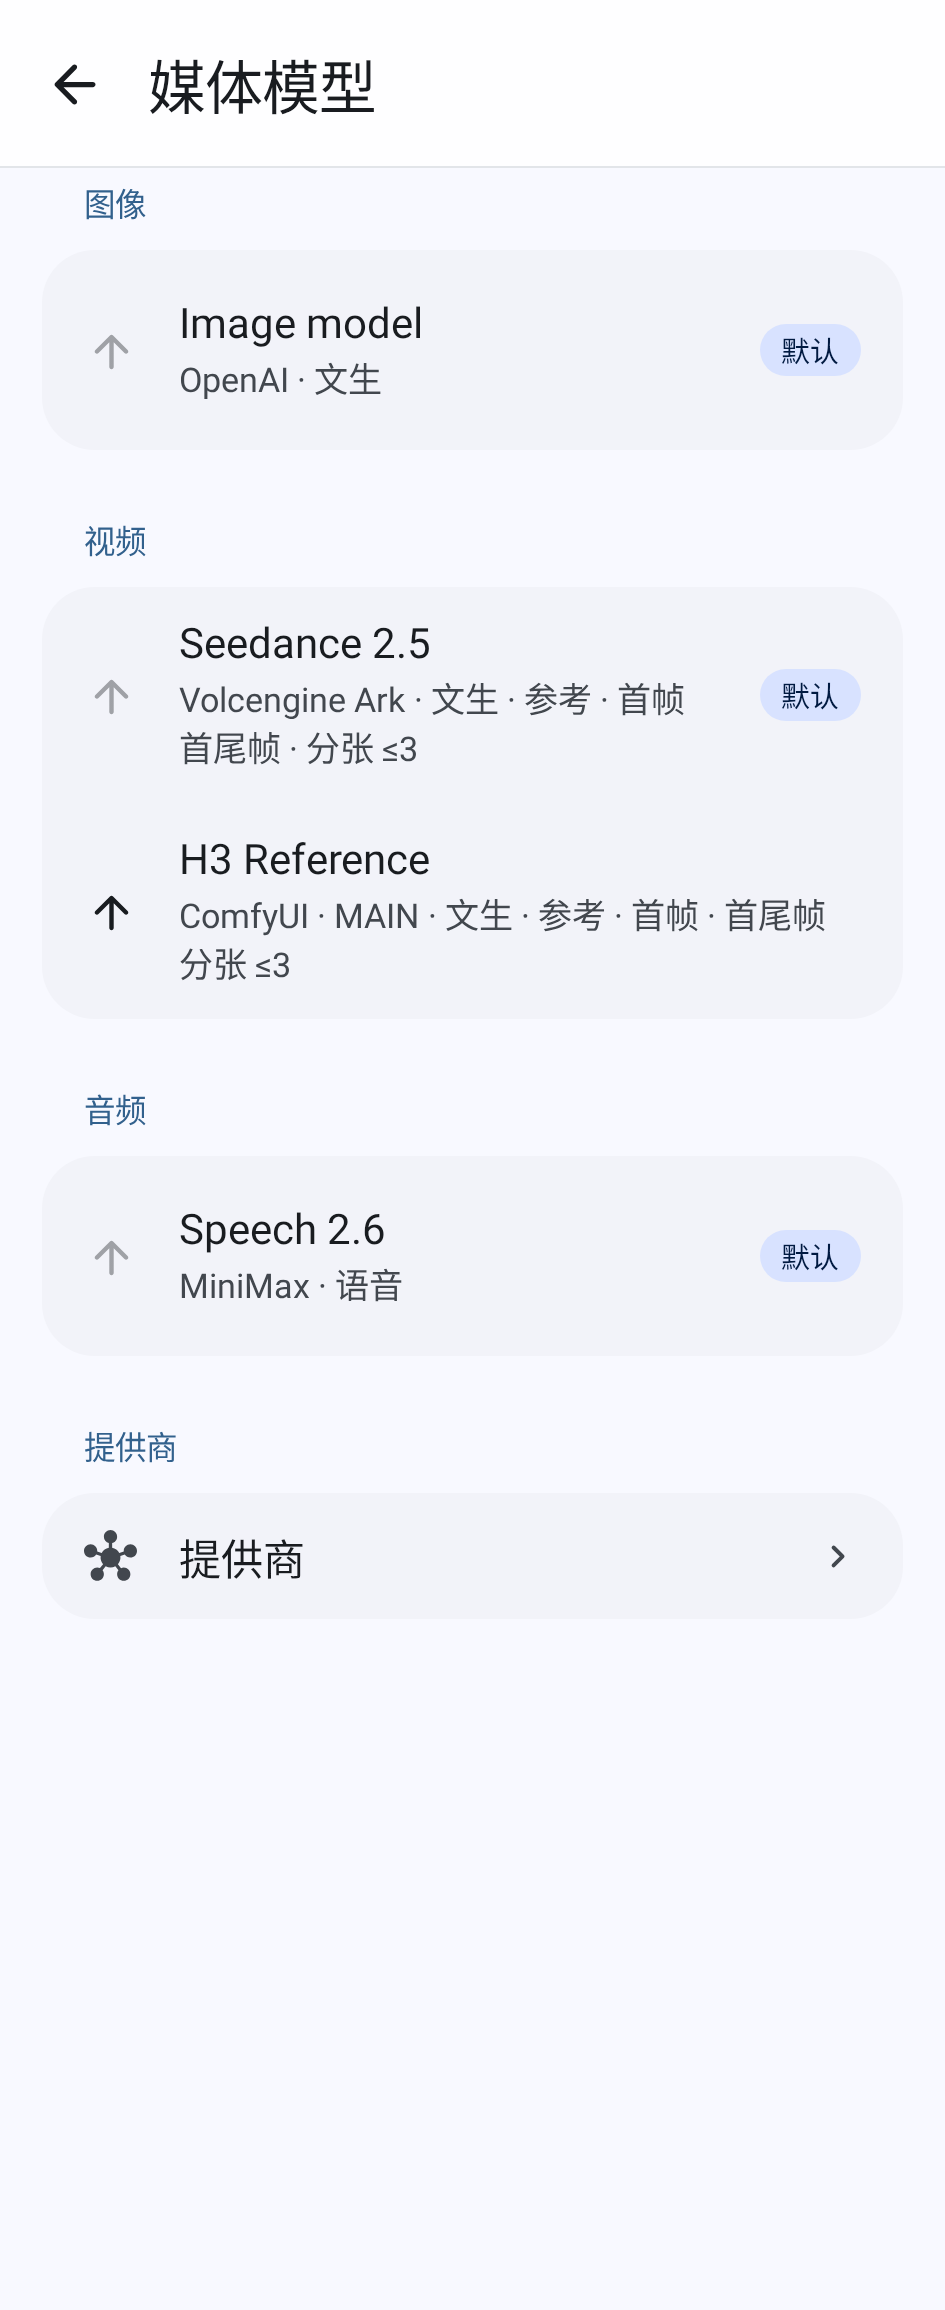 媒体模型
图像
Image model
OpenAI · 文生
默认
视频
Seedance 2.5
Volcengine Ark · 文生 · 参考 · 首帧
首尾帧 · 分张 ≤3
默认
H3 Reference
ComfyUI · MAIN · 文生 · 参考 · 首帧 · 首尾帧
分张 ≤3
音频
Speech 2.6
MiniMax · 语音
默认
提供商
提供商